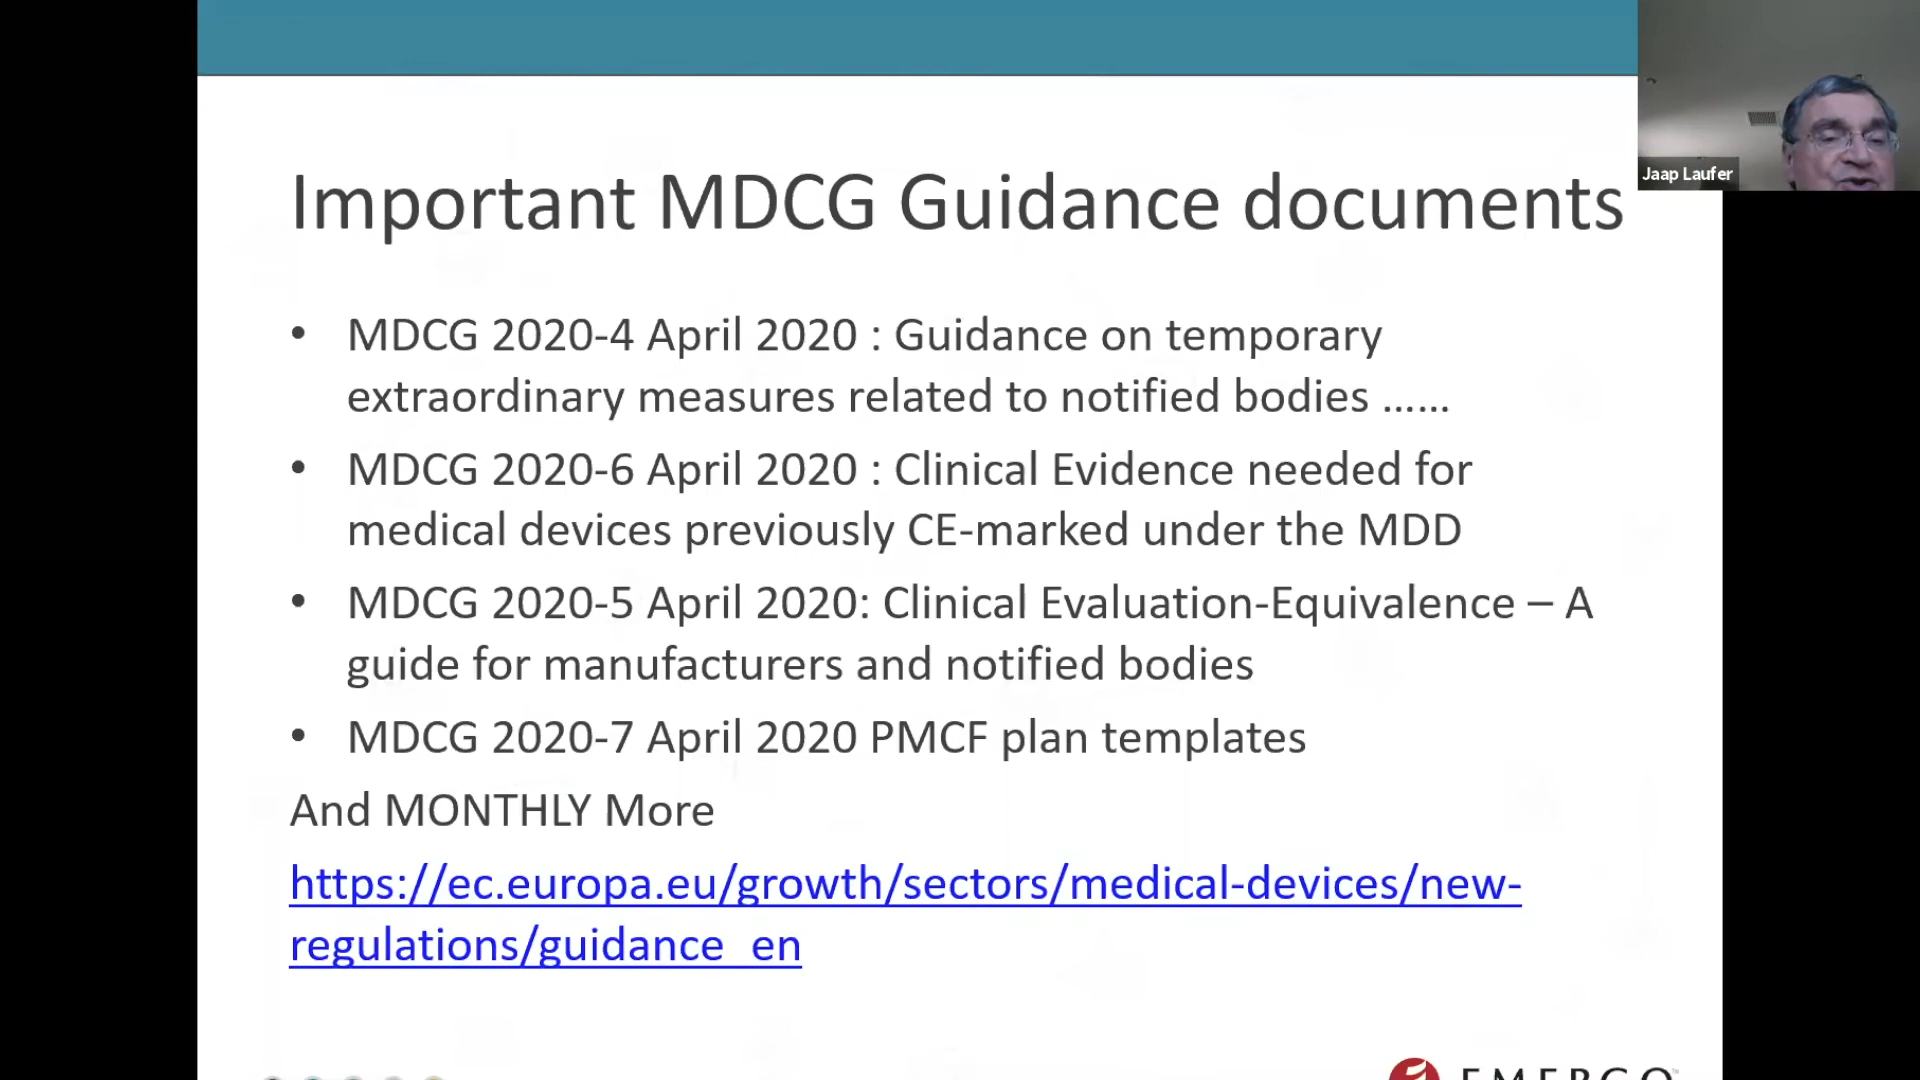 Jaap Laufer
Important MDCG Guidance documents
• MDCG 2020-4 April 2020 : Guidance on temporary
extraordinary measures related to notified bodies ......
• MDCG 2020-6 April 2020 : Clinical Evidence needed for
medical devices previously CE-marked under the MDD
• MDCG 2020-5 April 2020: Clinical Evaluation-Equivalence – A
guide for manufacturers and notified bodies
• MDCG 2020-7 April 2020 PMCF plan templates
And MONTHLY More
https://ec.europa.eu/growth/sectors/medical-devices/new-
regulations/guidance_en
EMERGO